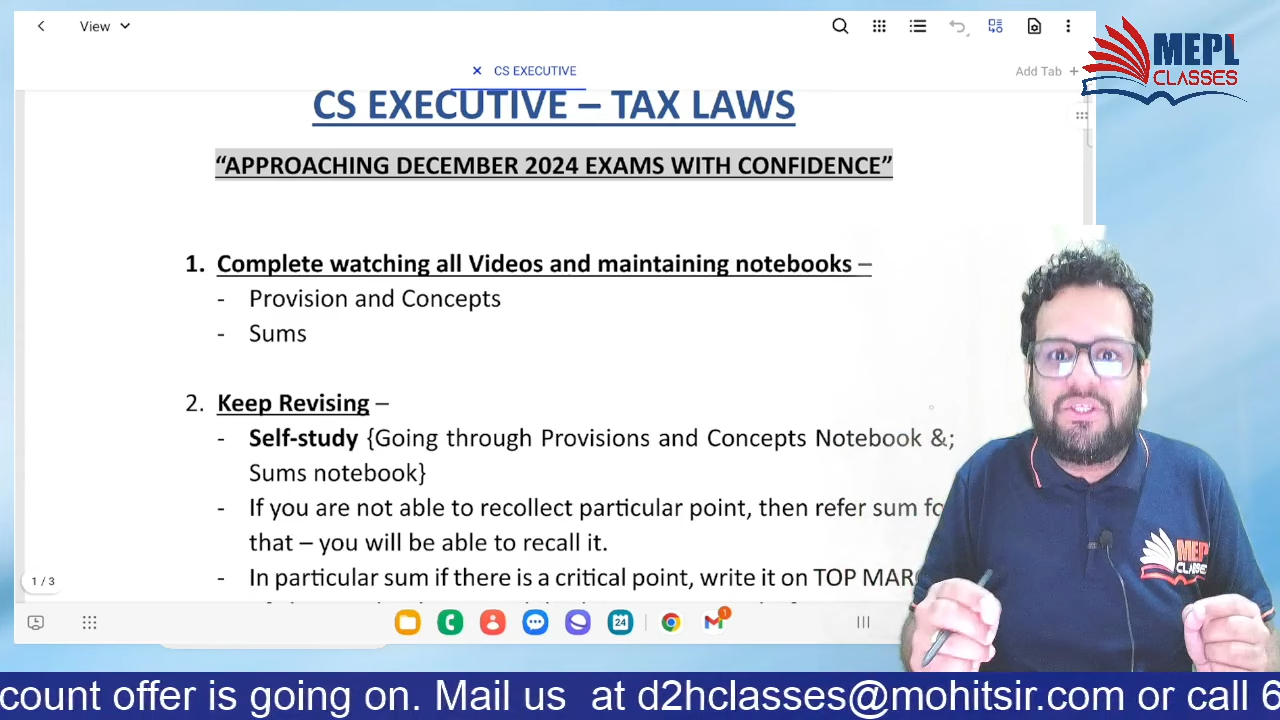 View
MEPL
CLASSES
CS EXECUTIVE
Add Tab +
CS EXECUTIVE – TAX LAWS
“APPROACHING DECEMBER 2024 EXAMS WITH CONFIDENCE”
1. Complete watching all Videos and maintaining notebooks –
- Provision and Concepts
- Sums
2. Keep Revising –
- Self-study {Going through Provisions and Concepts Notebook &;
Sums notebook}
- If you are not able to recollect particular point, then refer sum fo
that – you will be able to recall it.
- In particular sum if there is a critical point, write it on TOP MAR
MEPL
CLASSES
1 / 3
24
1
count offer is going on. Mail us at d2hclasses@mohitsir.com or call 6